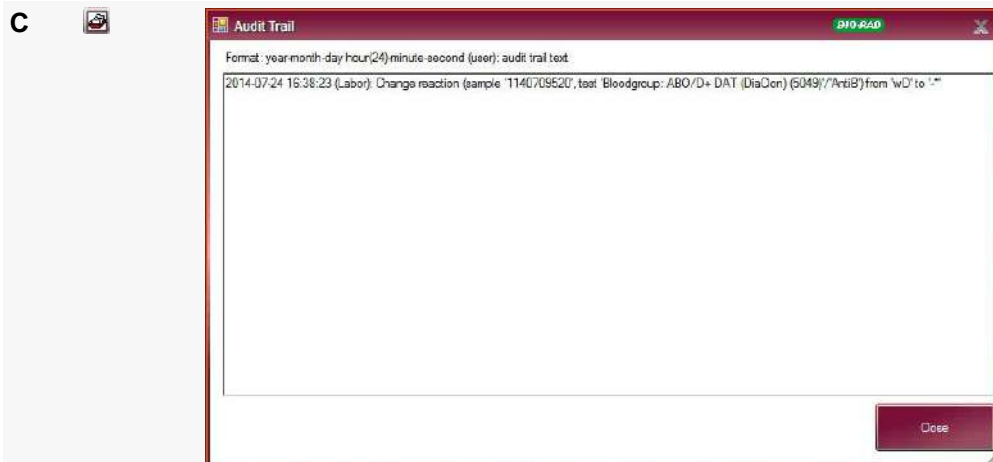 C
Audit Trail
BIO-RAD
Format: year-month-day hour(24)-minute-second (user): audit trail text
2014-07-24 16:38:23 (Labor): Change reaction (sample '1140709520', test 'Bloodgroup: ABO/D+ DAT (DiaClon) (5049)'/'AntiB') from 'wD' to '-*'
Close